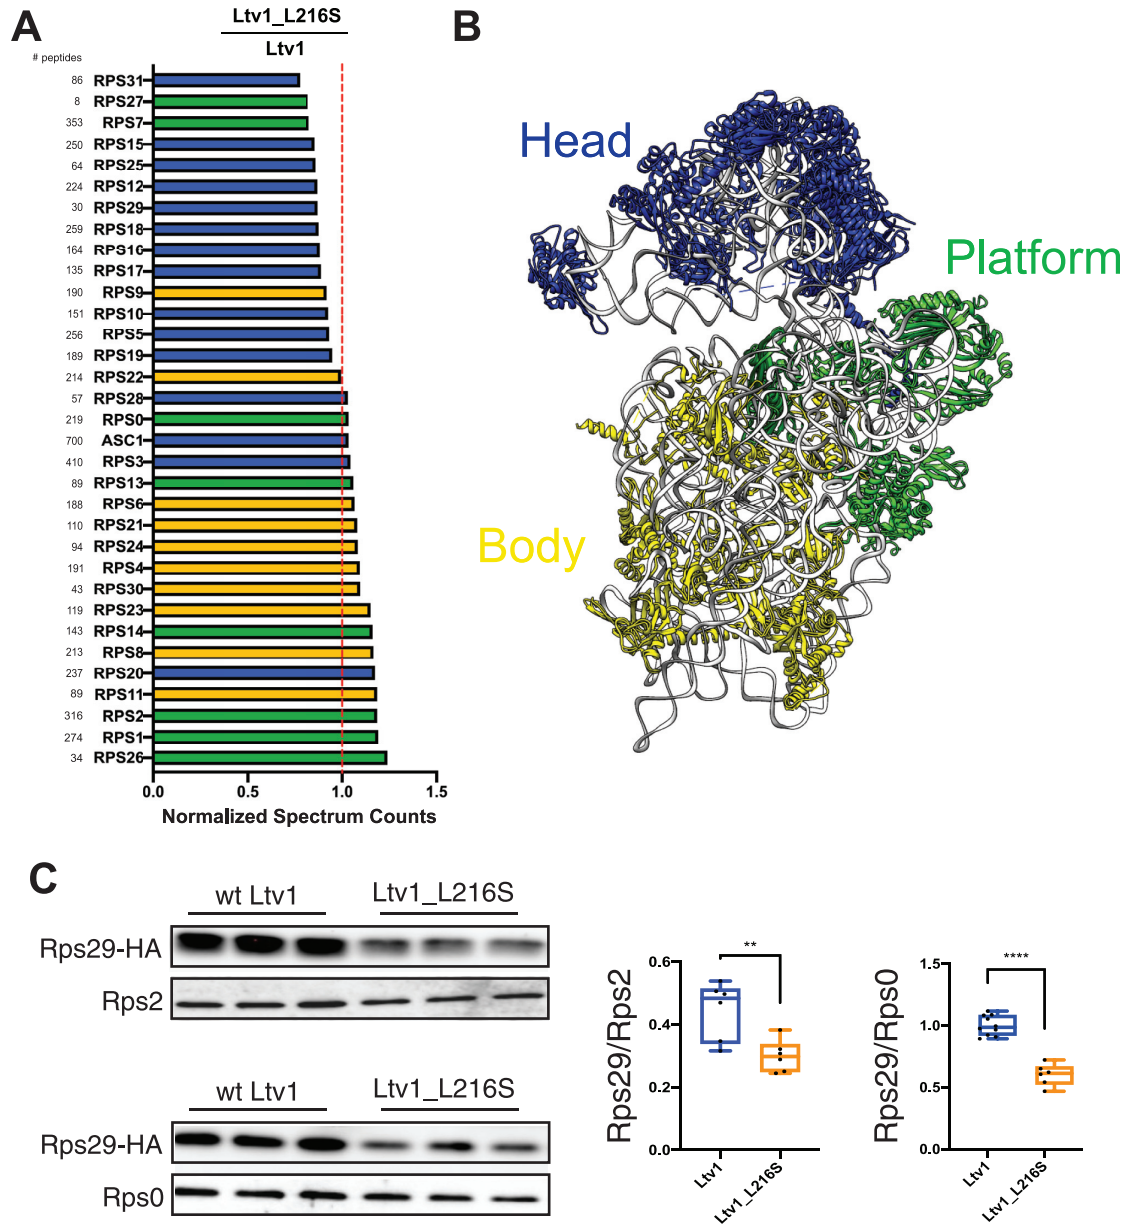 A
Ltv1_L216S
Ltv1
# peptides
86 RPS31
8 RPS27
353 RPS7
250 RPS15
64 RPS25
224 RPS12
30 RPS29
259 RPS18
164 RPS16
135 RPS17
190 RPS9
151 RPS10
256 RPS5
189 RPS19
214 RPS22
57 RPS28
219 RPS0
700 ASC1
410 RPS3
89 RPS13
188 RPS6
110 RPS21
94 RPS24
191 RPS4
43 RPS30
119 RPS23
143 RPS14
213 RPS8
237 RPS20
89 RPS11
316 RPS2
274 RPS1
34 RPS26
0.0 0.5 1.0 1.5
Normalized Spectrum Counts
B
Head
Platform
Body
C
wt Ltv1 Ltv1_L216S
Rps29-HA
Rps2
wt Ltv1 Ltv1_L216S
Rps29-HA
Rps0
Rps29/Rps2
0.6
0.4
0.2
0.0
**
Ltv1
Ltv1_L216S
Rps29/Rps0
1.5
1.0
0.5
0.0
****
Ltv1
Ltv1_L216S